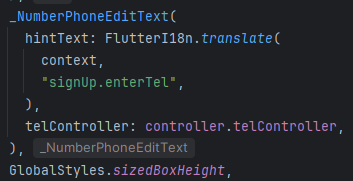 _NumberPhoneEditText(
hintText: FlutterI18n.translate(
context,
"signUp.enterTel",
),
telController: controller.telController,
), _NumberPhoneEditText
GlobalStyles.sizedBoxHeight,